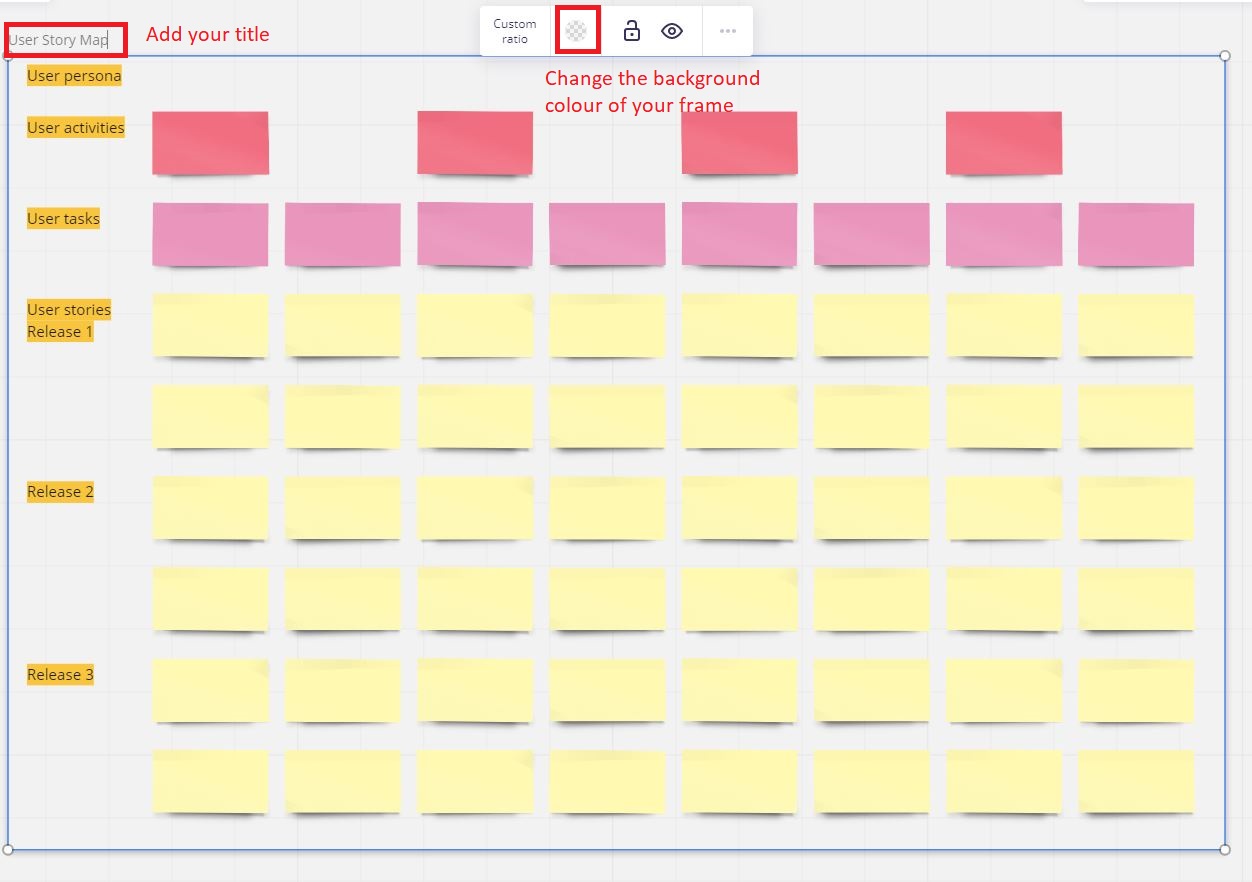 User Story Map
Add your title
Custom
ratio
Change the background
colour of your frame
User persona
User activities
User tasks
User stories
Release 1
Release 2
Release 3